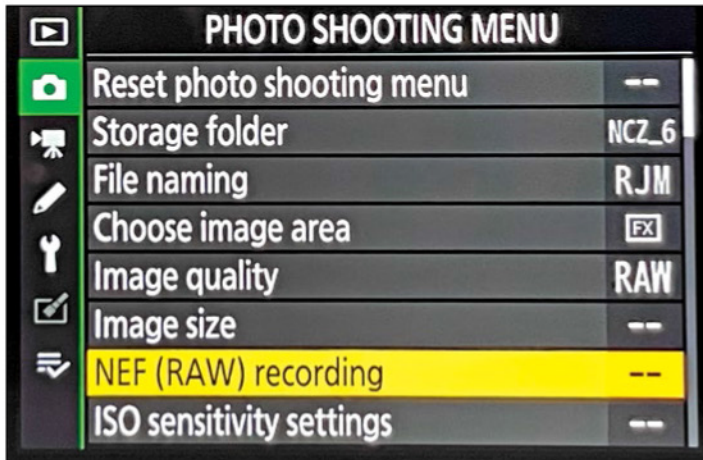 PHOTO SHOOTING MENU
Reset photo shooting menu --
Storage folder NCZ_6
File naming RJM
Choose image area FX
Image quality RAW
Image size --
NEF (RAW) recording --
ISO sensitivity settings --